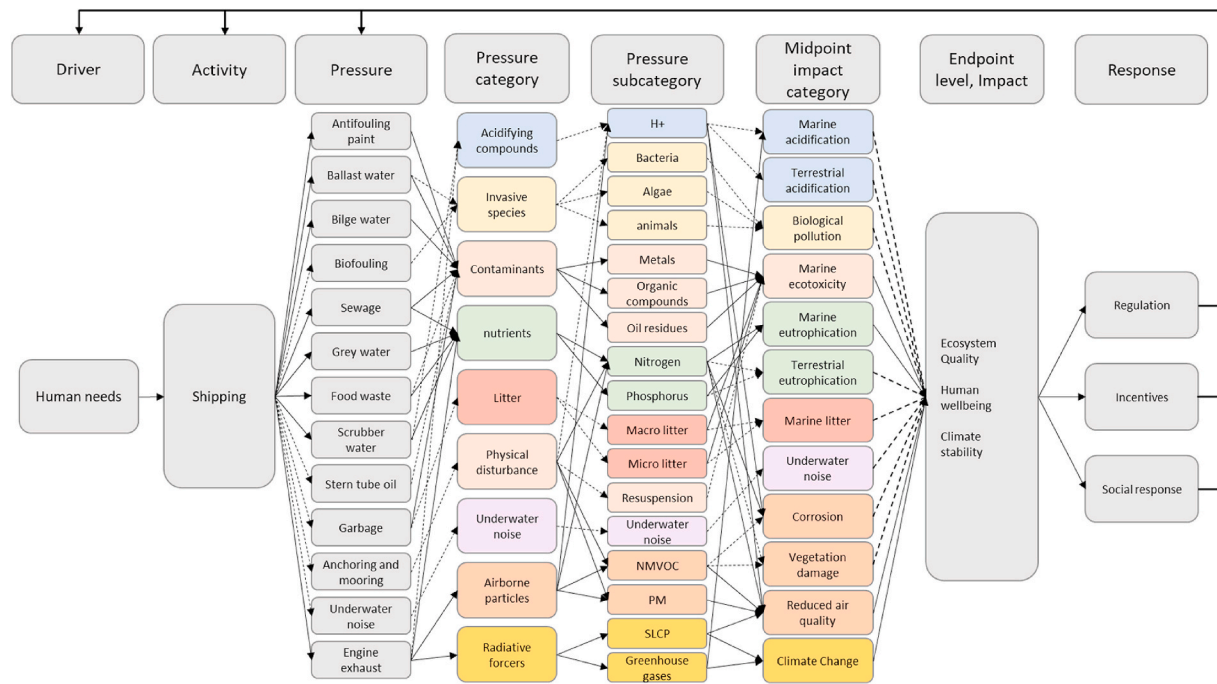 Driver
Activity
Pressure
Pressure
category
Pressure
subcategory
Midpoint
impact
category
Endpoint
level, Impact
Response
Human needs
Shipping
Antifouling
paint
Ballast water
Bilge water
Biofouling
Sewage
Grey water
Food waste
Scrubber
water
Stern tube oil
Garbage
Anchoring and
mooring
Underwater
noise
Engine
exhaust
Acidifying
compounds
Invasive
species
Contaminants
nutrients
Litter
Physical
disturbance
Underwater
noise
Airborne
particles
Radiative
forcers
H+
Bacteria
Algae
animals
Metals
Organic
compounds
Oil residues
Nitrogen
Phosphorus
Macro litter
Micro litter
Resuspension
Underwater
noise
NMVOC
PM
SLCP
Greenhouse
gases
Marine
acidification
Terrestrial
acidification
Biological
pollution
Marine
ecotoxicity
Marine
eutrophication
Terrestrial
eutrophication
Marine litter
Underwater
noise
Corrosion
Vegetation
damage
Reduced air
quality
Climate Change
Ecosystem
Quality
Human
wellbeing
Climate
stability
Regulation
Incentives
Social response